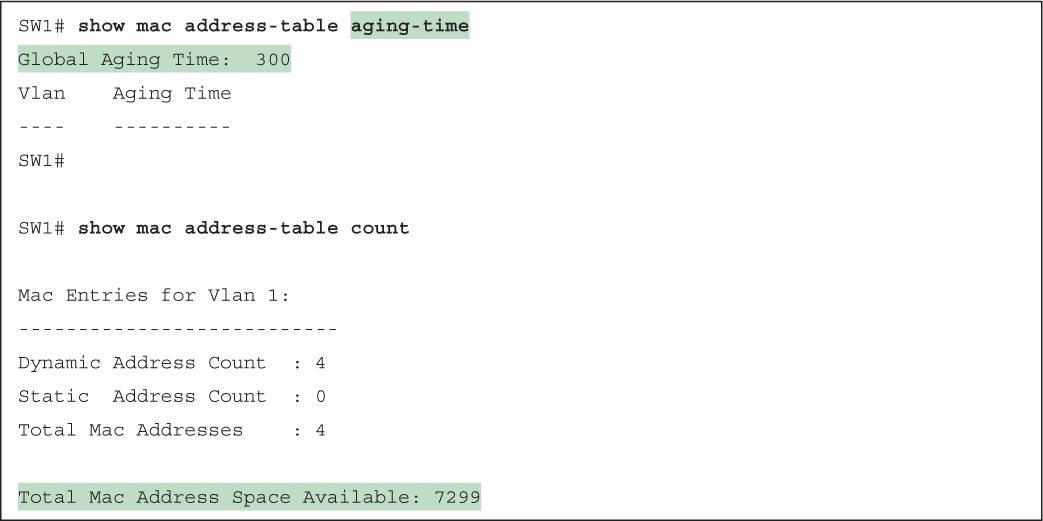 SW1# show mac address-table aging-time
Global Aging Time:  300
Vlan    Aging Time
----    ----------
SW1#
SW1# show mac address-table count
Mac Entries for Vlan 1:
---------------------------
Dynamic Address Count  : 4
Static  Address Count  : 0
Total Mac Addresses    : 4
Total Mac Address Space Available: 7299